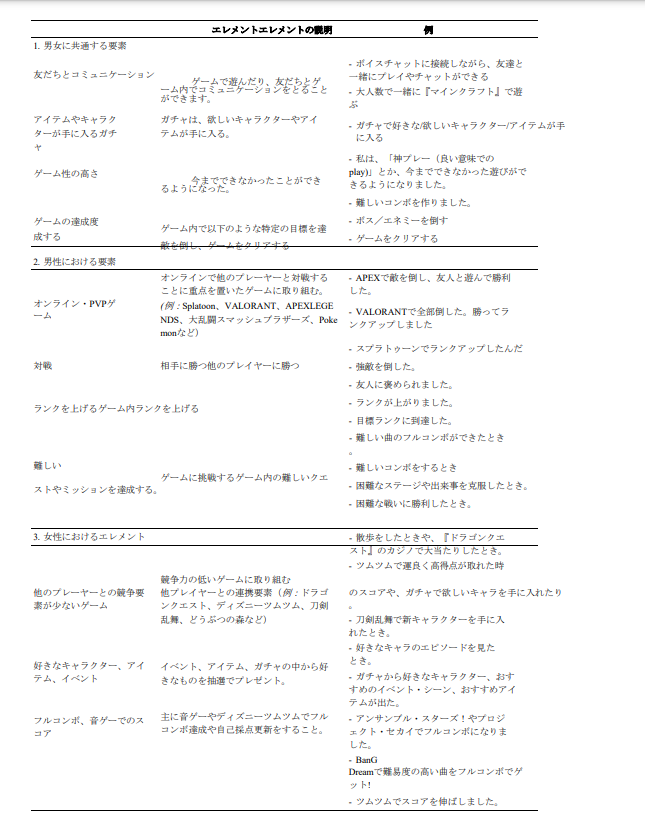 エレメントエレメントの説明 例
1. 男女に共通する要素
友だちとコミュニケーション
ゲームで遊んだり、友だちとゲ
ーム内でコミュニケーションをとること
ができます。
- ボイスチャットに接続しながら、友達と
一緒にプレイやチャットができる
- 大人数で一緒に『マインクラフト』で遊
ぶ
アイテムやキャラク
ターが手に入るガチ
ャ
ガチャは、欲しいキャラクターやアイ
テムが手に入る。
- ガチャで好きな/欲しいキャラクター/アイテムが手
に入る
ゲーム性の高さ
今までできなかったことができ
るようになった。
- 私は、「神プレー（良い意味での
play)」とか、今までできなかった遊びがで
きるようになりました。
- 難しいコンボを作りました。
ゲームの達成度
成する
ゲーム内で以下のような特定の目標を達
敵を倒し、ゲームをクリアする
- ボス／エネミーを倒す
- ゲームをクリアする
2. 男性における要素
オンライン・PVPゲ
ーム
オンラインで他のプレーヤーと対戦する
ことに重点を置いたゲームに取り組む。
(例：Splatoon、VALORANT、APEXLEGE
NDS、大乱闘スマッシュブラザーズ、Poke
monなど）
- APEXで敵を倒し、友人と遊んで勝利
した。
- VALORANTで全部倒した。勝ってラ
ンクアップしました
- スプラトゥーンでランクアップしたんだ
対戦
相手に勝つ他のプレイヤーに勝つ
- 強敵を倒した。
- 友人に褒められました。
ランクを上げるゲーム内ランクを上げる
- ランクが上がりました。
- 目標ランクに到達した。
- 難しい曲のフルコンボができたとき
。
難しい
ゲームに挑戦するゲーム内の難しいクエ
ストやミッションを達成する。
- 難しいコンボをするとき
- 困難なステージや出来事を克服したとき。
- 困難な戦いに勝利したとき。
3. 女性におけるエレメント
- 散歩をしたときや、『ドラゴンクエ
スト』のカジノで大当たりしたとき。
- ツムツムで運良く高得点が取れた時
他のプレーヤーとの競争要
素が少ないゲーム
競争力の低いゲームに取り組む
他プレイヤーとの連携要素（例：ドラゴ
ンクエスト、ディズニーツムツム、刀剣
乱舞、どうぶつの森など）
のスコアや、ガチャで欲しいキャラを手に入れたり
。
- 刀剣乱舞で新キャラクターを手に入
れたとき。
- 好きなキャラのエピソードを見た
とき。
好きなキャラクター、アイ
テム、イベント
イベント、アイテム、ガチャの中から好
きなものを抽選でプレゼント。
- ガチャから好きなキャラクター、おす
すめのイベント・シーン、おすすめアイ
テムが出た。
フルコンボ、音ゲーでのス
コア
主に音ゲーやディズニーツムツムでフル
コンボ達成や自己採点更新をすること。
- アンサンブル・スターズ！やプロジ
ェクト・セカイでフルコンボになりま
した。
- BanG
Dreamで難易度の高い曲をフルコンボでゲ
ット!
- ツムツムでスコアを伸ばしました。